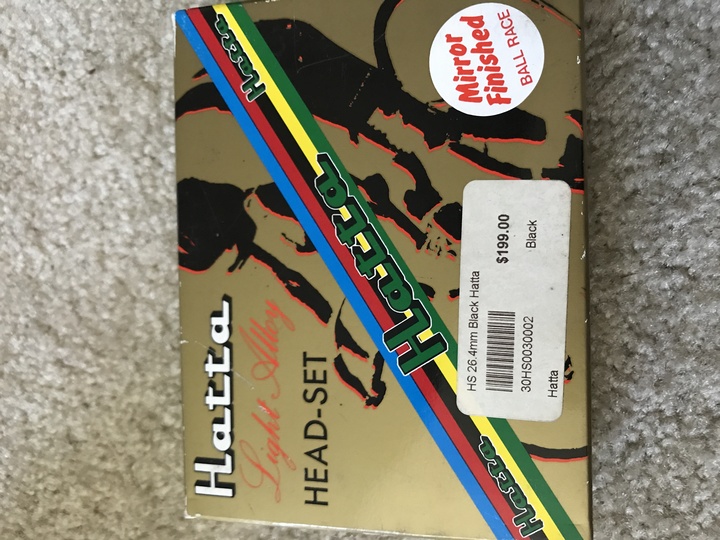 Hatta
Light Alloy
HEAD-SET
Hatta
Hatta
Hatta
Mirror
Finished
BALL RACE
HS 26.4mm Black Hatta
$199.00
30HS0030002
Black
Hatta